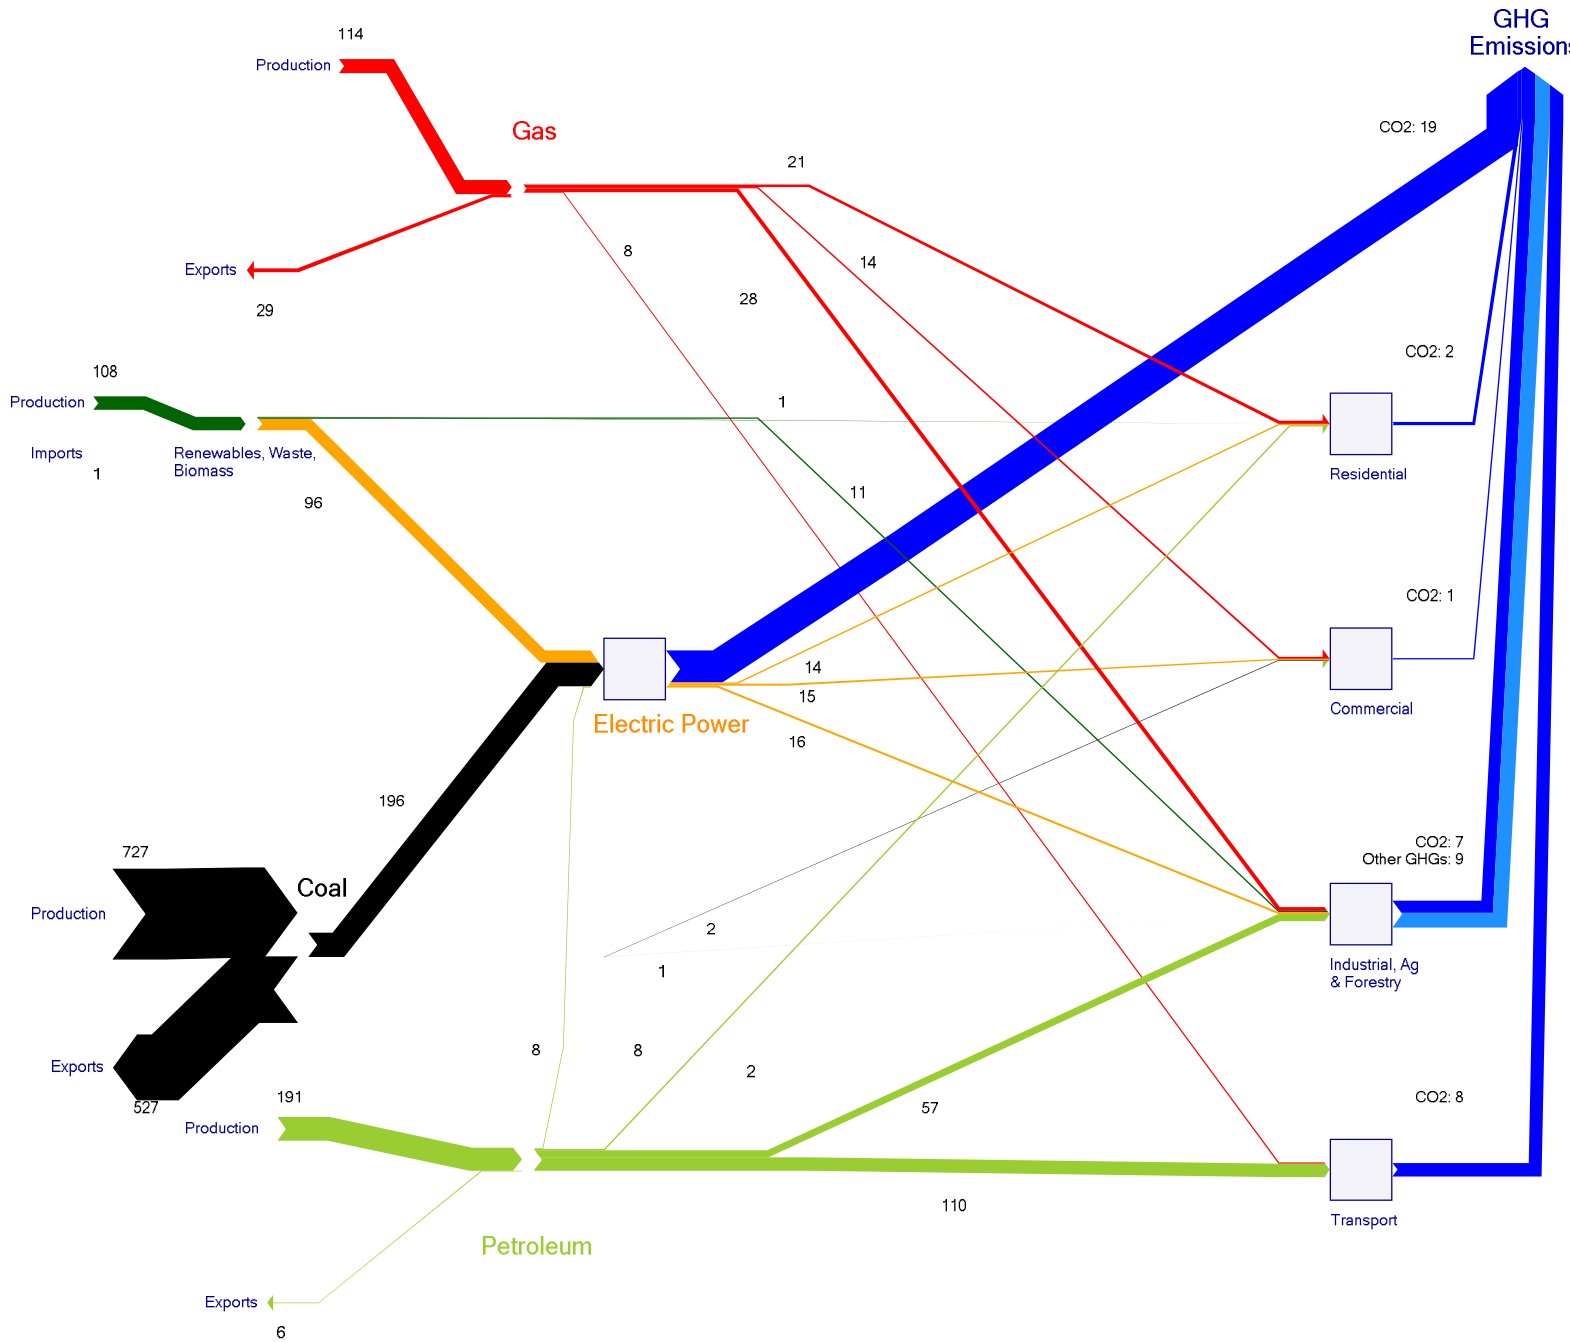 GHG
Emissions
114
Production
Gas
CO2: 19
21
8
14
Exports
28
29
CO2: 2
108
Production
1
Imports
Renewables, Waste,
Biomass
1
Residential
11
96
CO2: 1
14
15
Electric Power
Commercial
16
196
727
CO2: 7
Other GHGs: 9
Coal
Production
2
1
Industrial, Ag
& Forestry
8
8
Exports
2
527
191
57
CO2: 8
Production
110
Transport
Petroleum
Exports
6